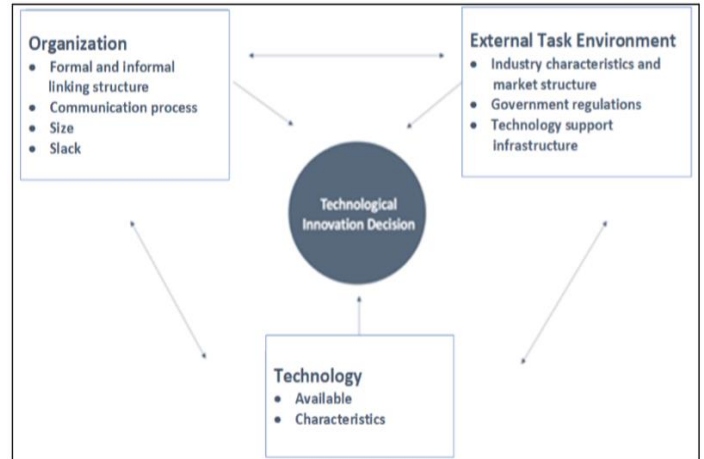 Organization
• Formal and informal
linking structure
• Communication process
• Size
• Slack
External Task Environment
• Industry characteristics and
market structure
• Government regulations
• Technology support
infrastructure
Technological
Innovation Decision
Technology
• Available
• Characteristics